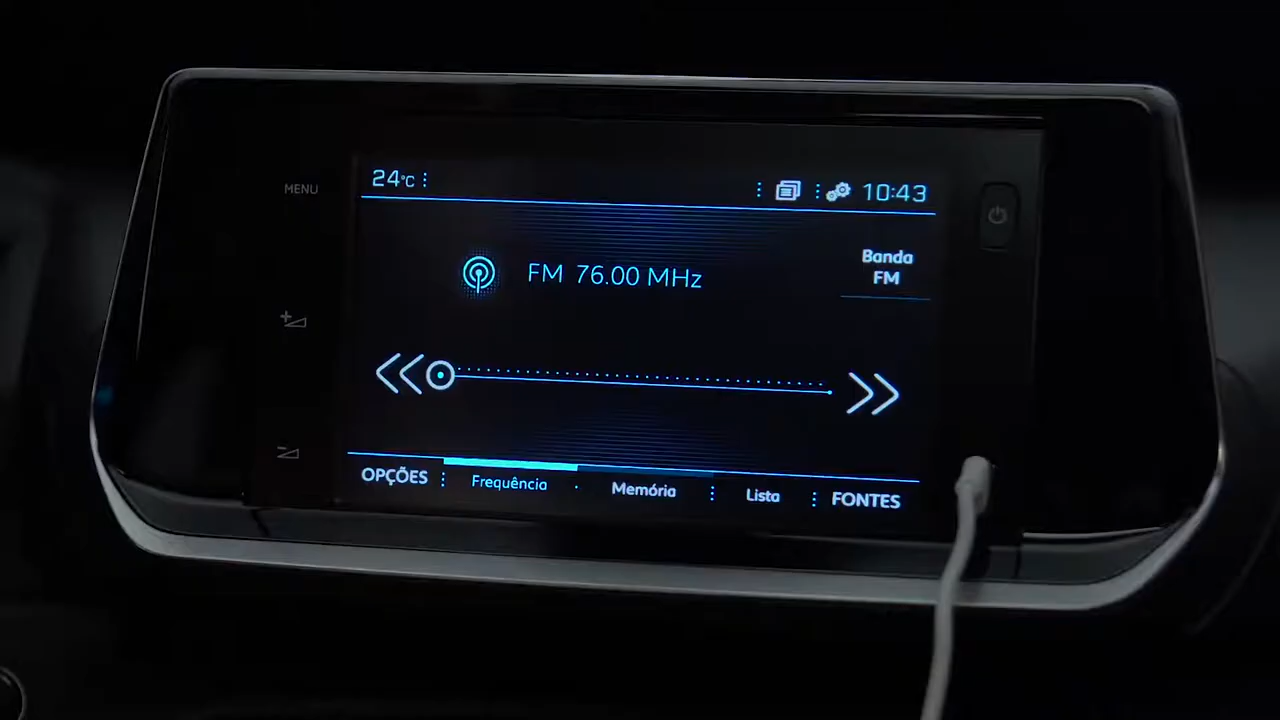 24°C
10:43
MENU
FM 76.00 MHz
Banda
FM
OPÇÕES
Frequência
Memória
Lista
FONTES